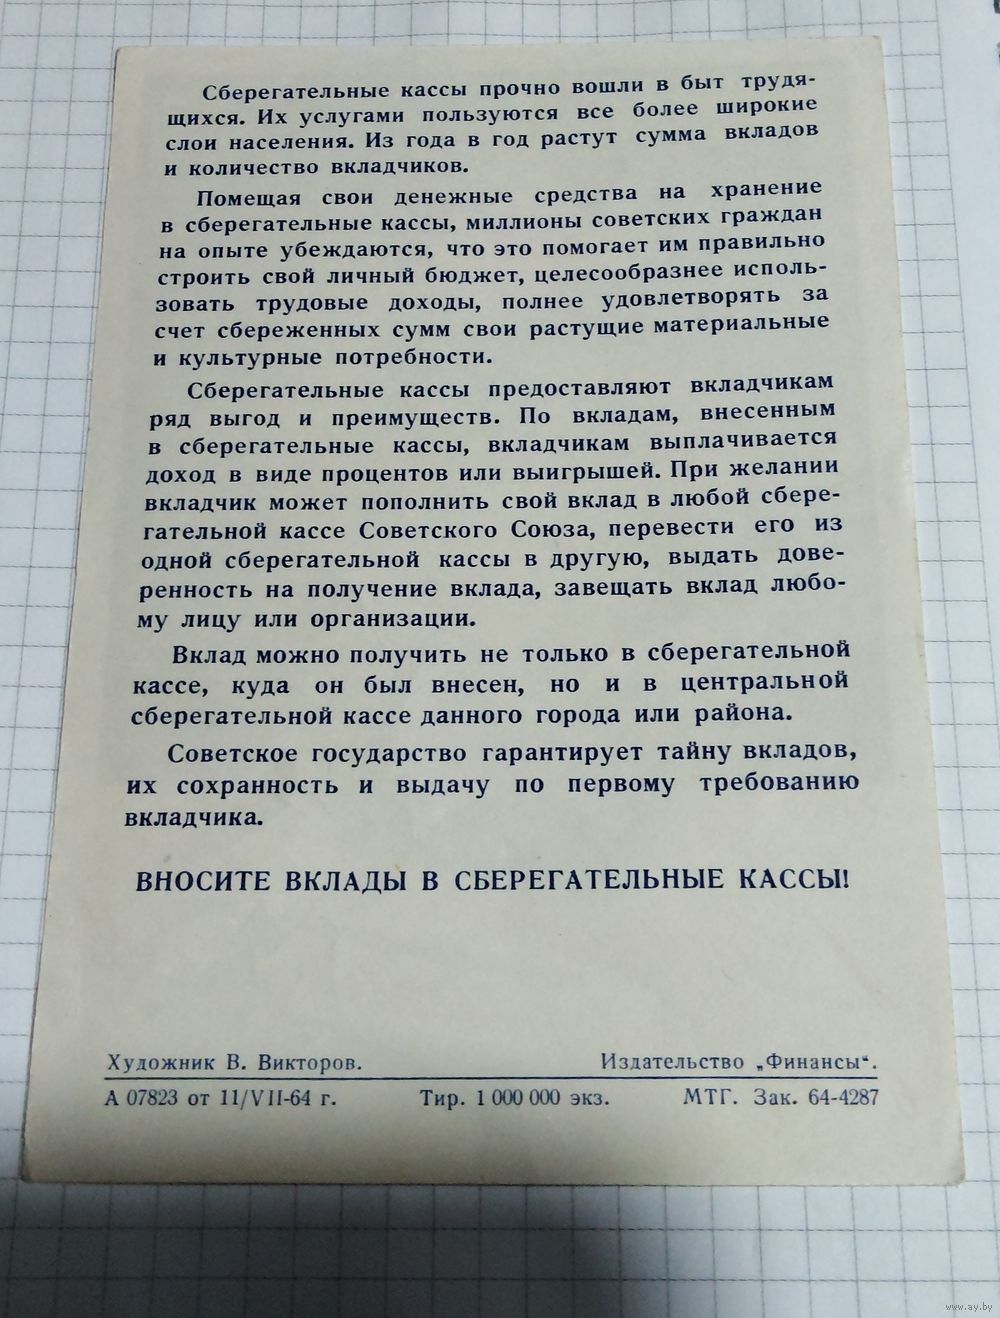 Сберегательные кассы прочно вошли в быт трудя-
щихся. Их услугами пользуются все более широкие
слои населения. Из года в год растут сумма вкладов
и количество вкладчиков.
Помещая свои денежные средства на хранение
в сберегательные кассы, миллионы советских граждан
на опыте убеждаются, что это помогает им правильно
строить свой личный бюджет, целесообразнее исполь-
зовать трудовые доходы, полнее удовлетворять за
счет сбереженных сумм свои растущие материальные
и культурные потребности.
Сберегательные кассы предоставляют вкладчикам
ряд выгод и преимуществ. По вкладам, внесенным
в сберегательные кассы, вкладчикам выплачивается
доход в виде процентов или выигрышей. При желании
вкладчик может пополнить свой вклад в любой сбере-
гательной кассе Советского Союза, перевести его из
одной сберегательной кассы в другую, выдать дове-
ренность на получение вклада, завещать вклад любо-
му лицу или организации.
Вклад можно получить не только в сберегательной
кассе, куда он был внесен, но и в центральной
сберегательной кассе данного города или района.
Советское государство гарантирует тайну вкладов,
их сохранность и выдачу по первому требованию
вкладчика.
ВНОСИТЕ ВКЛАДЫ В СБЕРЕГАТЕЛЬНЫЕ КАССЫ!
Художник В. Викторов. Издательство „Финансы“.
А 07823 от 11/VII-64 г. Тир. 1 000 000 экз. МТГ. Зак. 64-4287
www.ay.by